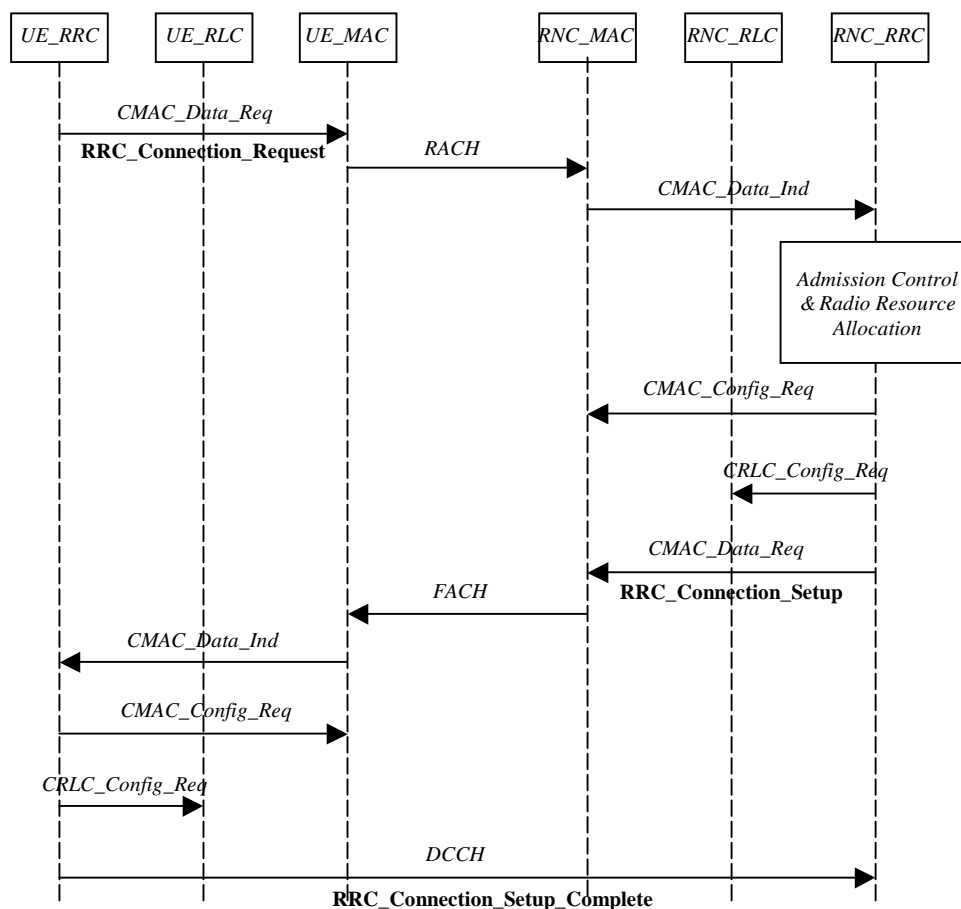 UE_RRC
UE_RLC
UE_MAC
RNC_MAC
RNC_RLC
RNC_RRC
CMAC_Data_Req
RRC_Connection_Request
RACH
CMAC_Data_Ind
Admission Control
& Radio Resource
Allocation
CMAC_Config_Req
CRLC_Config_Req
CMAC_Data_Req
RRC_Connection_Setup
FACH
CMAC_Data_Ind
CMAC_Config_Req
CRLC_Config_Req
DCCH
RRC_Connection_Setup_Complete